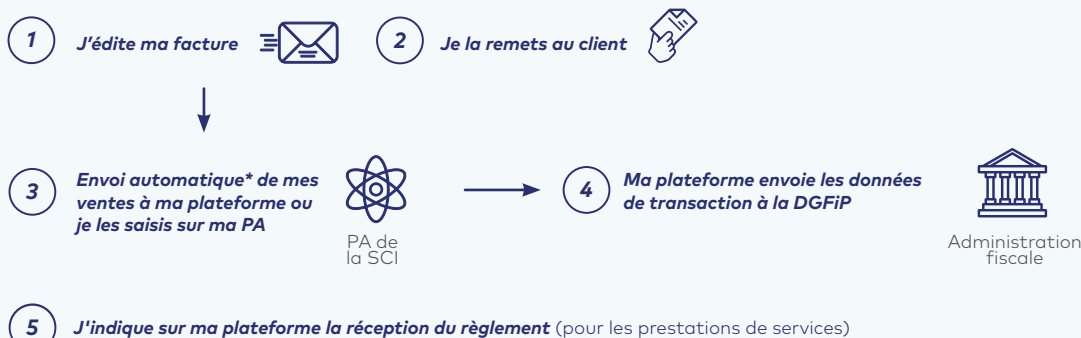 1 J'édite ma facture
2 Je la remets au client
3 Envoi automatique* de mes
ventes à ma plateforme ou
je les saisis sur ma PA
PA de
la SCI
4 Ma plateforme envoie les données
de transaction à la DGFiP
Administration
fiscale
5 J'indique sur ma plateforme la réception du règlement (pour les prestations de services)